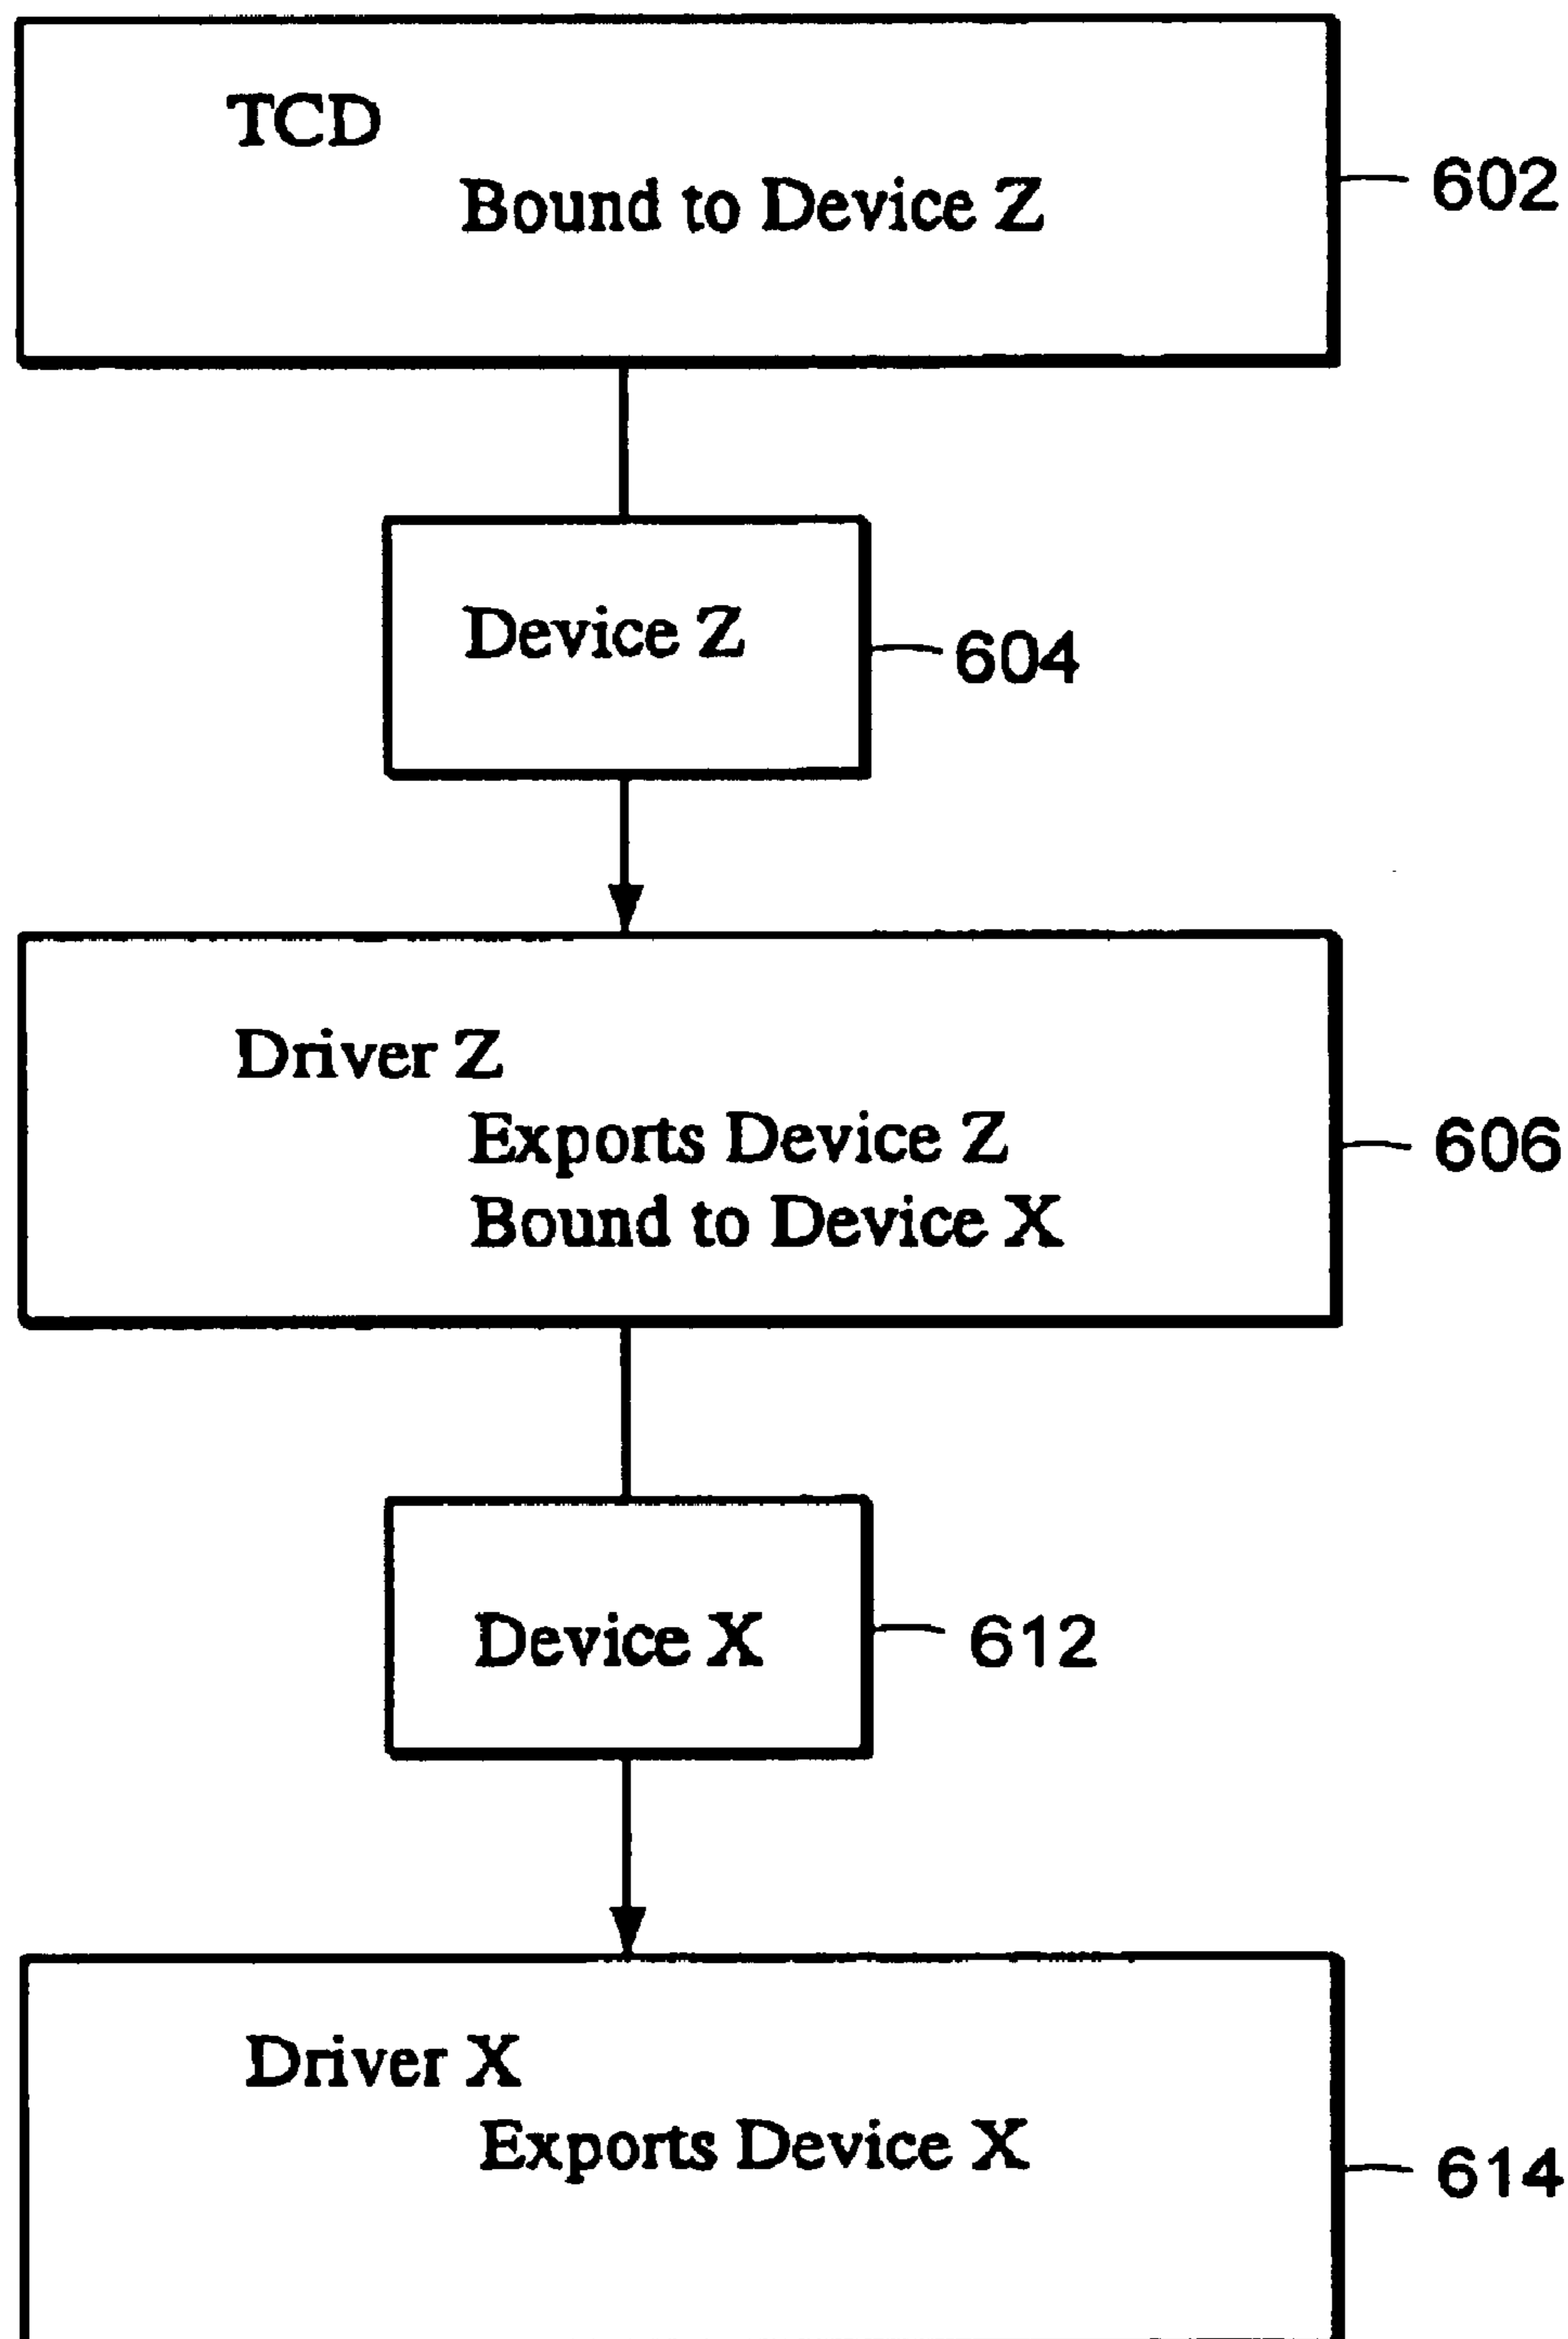 TCD
Bound to Device Z
602
Device Z
604
Driver Z
Exports Device Z
Bound to Device X
606
Device X
612
Driver X
Exports Device X
614